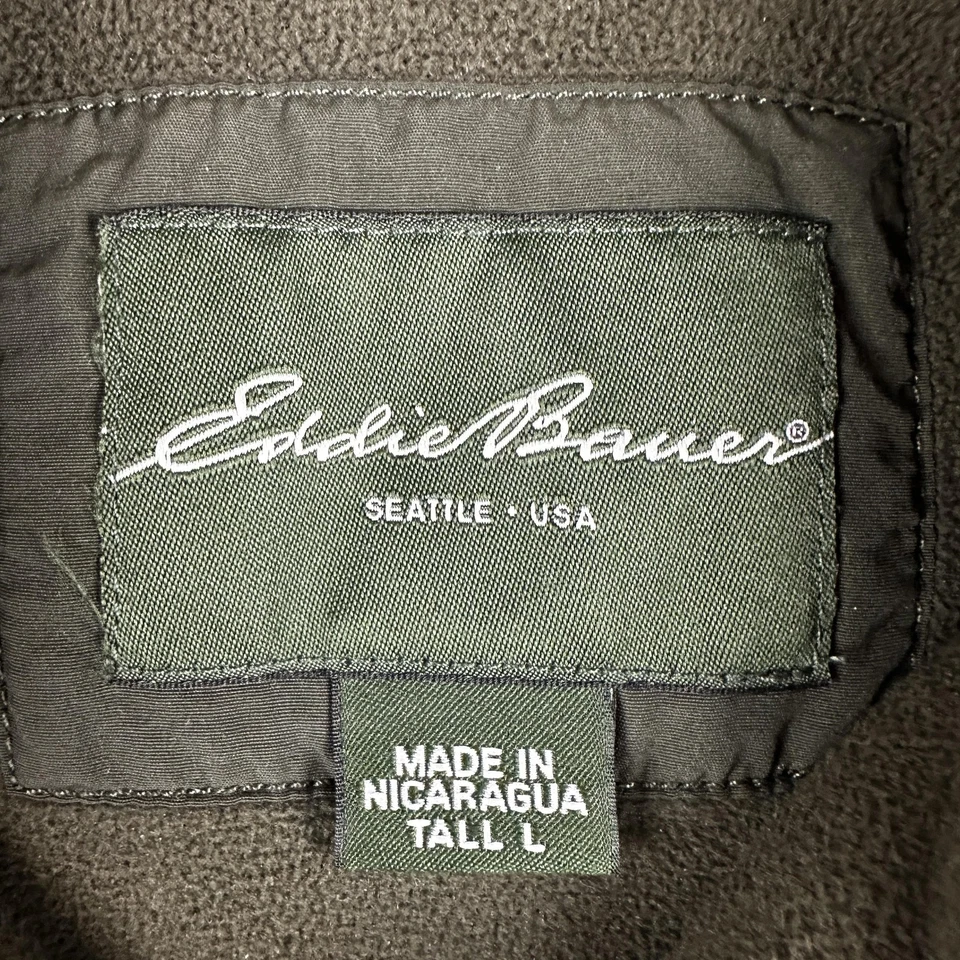 Eddie Bauer®
SEATTLE • USA
MADE IN
NICARAGUA
TALL L